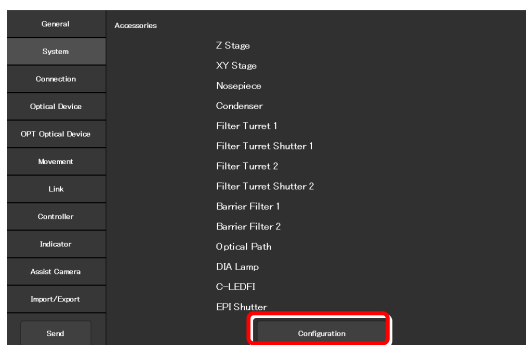 General
System
Connection
Optical Device
OPT Optical Device
Movement
Link
Controller
Indicator
Assist Camera
Import/Export
Send
Accessories
Z Stage
XY Stage
Nosepiece
Condenser
Filter Turret 1
Filter Turret Shutter 1
Filter Turret 2
Filter Turret Shutter 2
Barrier Filter 1
Barrier Filter 2
Optical Path
DIA Lamp
C-LEDFI
EPI Shutter
Configuration